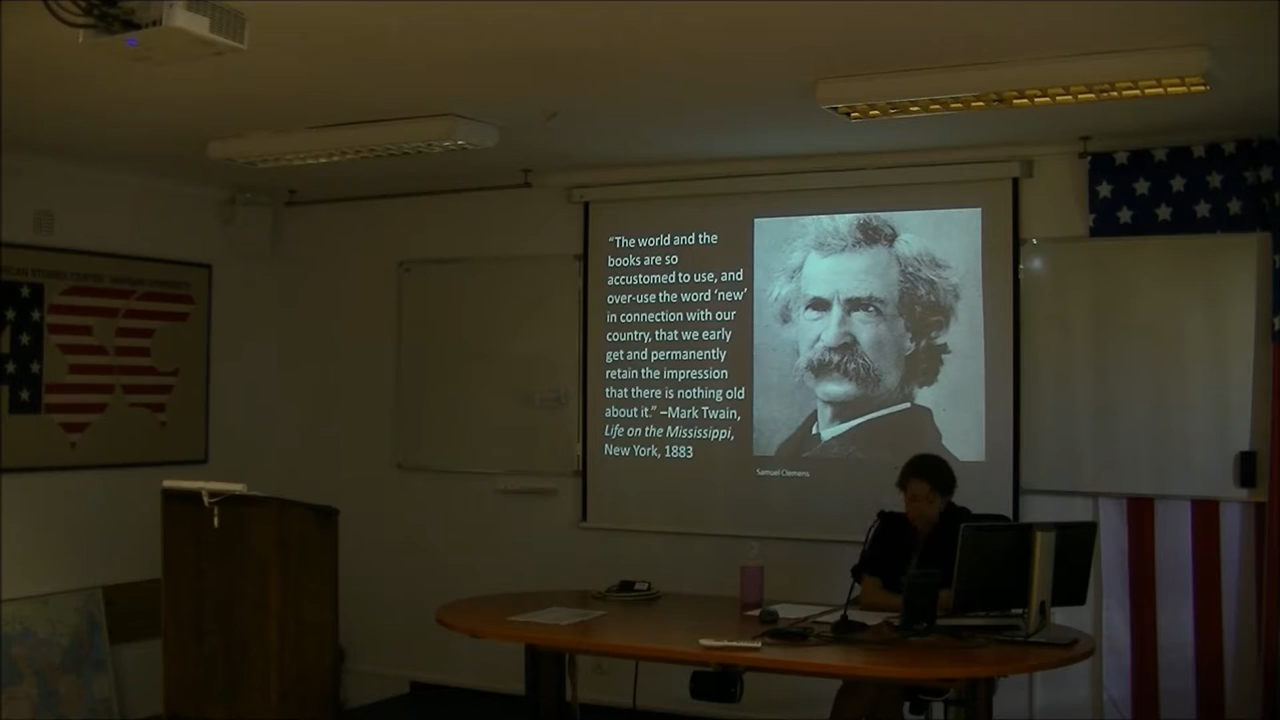 “The world and the
books are so
accustomed to use, and
over-use the word ‘new’
in connection with our
country, that we early
get and permanently
retain the impression
that there is nothing old
about it.” –Mark Twain,
Life on the Mississippi,
New York, 1883
Samuel Clemens